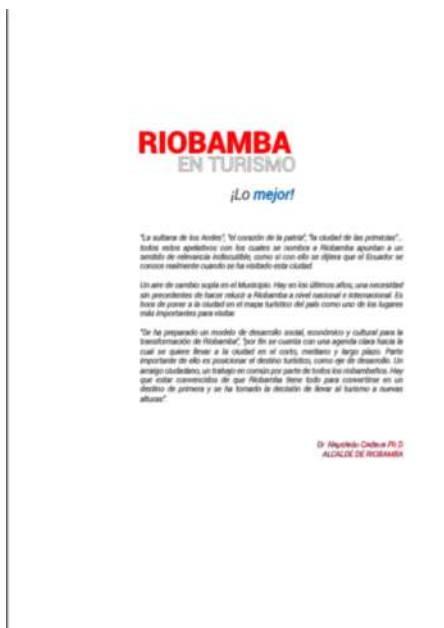 RIOBAMBA
EN TURISMO
¡Lo mejor!
"La sultana de los Andes", "el corazón de la patria", "la ciudad de las primicias"...
todos estos apelativos con los cuales se nombra a Riobamba apuntan a un
sentido de relevancia indiscutible, como si con ello se dijera que el Ecuador se
conoce realmente cuando se ha visitado esta ciudad.
Un aire de cambio sopla en el Municipio. Hay en los últimos años, una necesidad
sin precedentes de hacer relucir a Riobamba a nivel nacional e internacional. Es
hora de poner a la ciudad en el mapa turístico del país como uno de los lugares
más importantes para visitar.
"Se ha preparado un modelo de desarrollo social, económico y cultural para la
transformación de Riobamba", "por fin se cuenta con una agenda clara hacia la
cual se quiere llevar a la ciudad en el corto, mediano y largo plazo. Parte
importante de ello es posicionar el destino turístico, como eje de desarrollo. Un
arraigo ciudadano, un trabajo en común por parte de todos los riobambeños. Hay
que estar convencidos de que Riobamba tiene todo para convertirse en un
destino de primera y se ha tomado la decisión de llevar al turismo a nuevas
alturas".
Dr. Napoleón Cadena Ph.D
ALCALDE DE RIOBAMBA